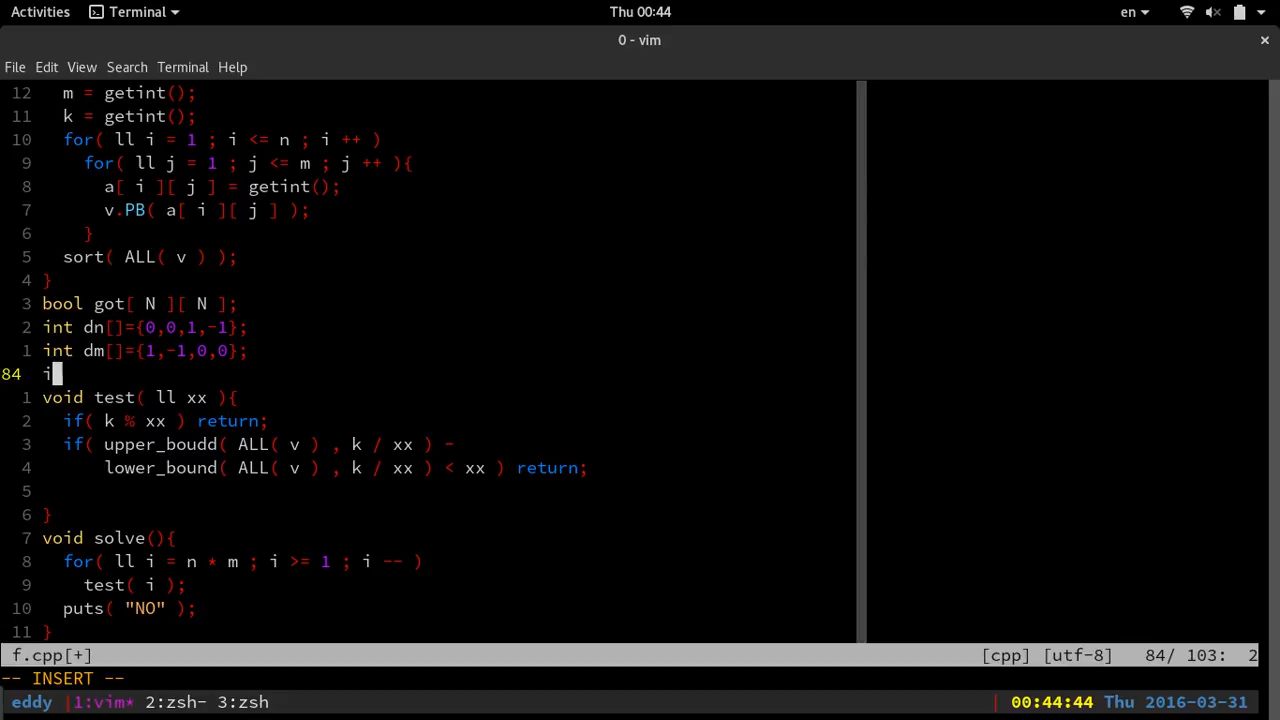 Activities Terminal Thu 00:44 en
0 - vim ×
File Edit View Search Terminal Help
12 m = getint();
11 k = getint();
10 for( ll i = 1 ; i <= n ; i ++ )
9 for( ll j = 1 ; j <= m ; j ++ ){
8 a[ i ][ j ] = getint();
7 v.PB( a[ i ][ j ] );
6 }
5 sort( ALL( v ) );
4 }
3 bool got[ N ][ N ];
2 int dn[]={0,0,1,-1};
1 int dm[]={1,-1,0,0};
84 i
1 void test( ll xx ){
2 if( k % xx ) return;
3 if( upper_boudd( ALL( v ) , k / xx ) -
4 lower_bound( ALL( v ) , k / xx ) < xx ) return;
5
6 }
7 void solve(){
8 for( ll i = n * m ; i >= 1 ; i -- )
9 test( i );
10 puts( "NO" );
11 }
f.cpp[+] [cpp] [utf-8] 84/ 103: 2
-- INSERT --
eddy |1:vim* 2:zsh- 3:zsh | 00:44:44 Thu 2016-03-31